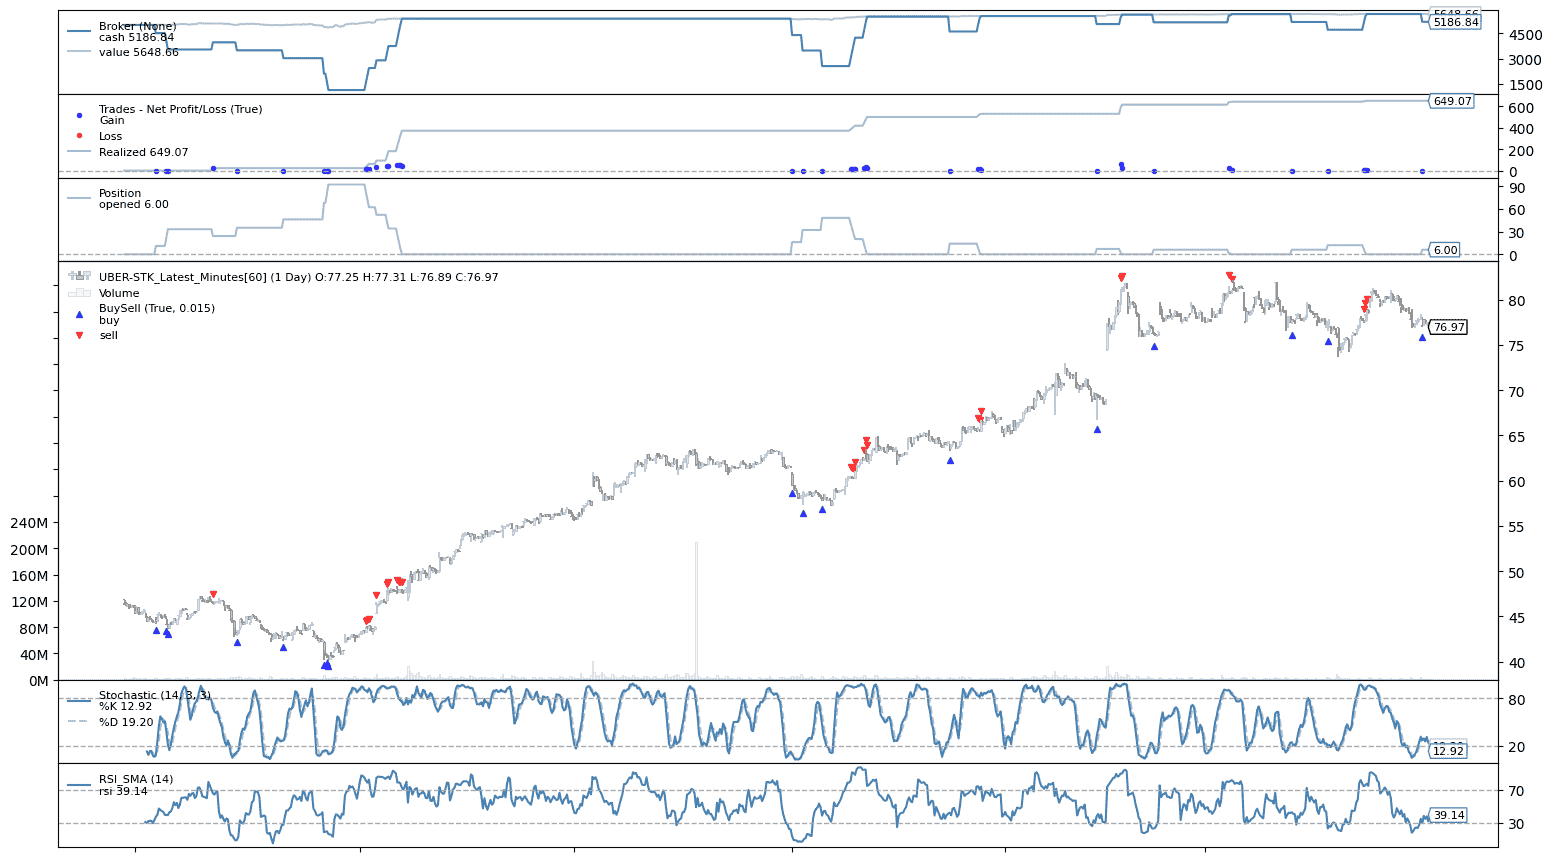 Broker (None)
cash 5186.84
value 5648.66
5648.66
5186.84
4500
3000
1500
Trades - Net Profit/Loss (True)
Gain
Loss
Realized 649.07
649.07
600
400
200
0
Position
opened 6.00
90
60
30
6.00
0
UBER-STK_Latest_Minutes[60] (1 Day) O:77.25 H:77.31 L:76.89 C:76.97
Volume
BuySell (True, 0.015)
buy
sell
80
76.97
75
70
65
60
55
50
45
40
240M
200M
160M
120M
80M
40M
0M
Stochastic (14, 3, 3)
%K 12.92
%D 19.20
80
20
12.92
RSI_SMA (14)
rsi 39.14
70
39.14
30